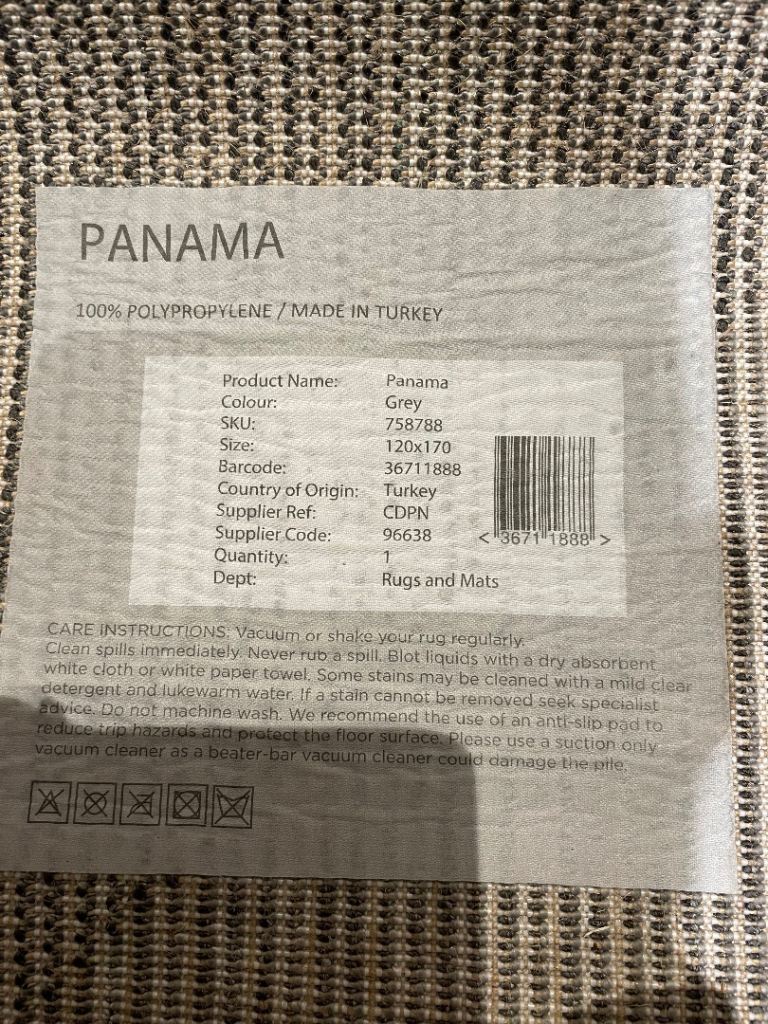 PANAMA
100% POLYPROPYLENE / MADE IN TURKEY
Product Name: Panama
Colour: Grey
SKU: 758788
Size: 120x170
Barcode: 36711888
Country of Origin: Turkey
Supplier Ref: CDPN
Supplier Code: 96638
Quantity: 1
Dept: Rugs and Mats
< 3671 1888 >
CARE INSTRUCTIONS: Vacuum or shake your rug regularly.
Clean spills immediately. Never rub a spill. Blot liquids with a dry absorbent
white cloth or white paper towel. Some stains may be cleaned with a mild clear
detergent and lukewarm water. If a stain cannot be removed seek specialist
advice. Do not machine wash. We recommend the use of an anti-slip pad to
reduce trip hazards and protect the floor surface. Please use a suction only
vacuum cleaner as a beater-bar vacuum cleaner could damage the pile.